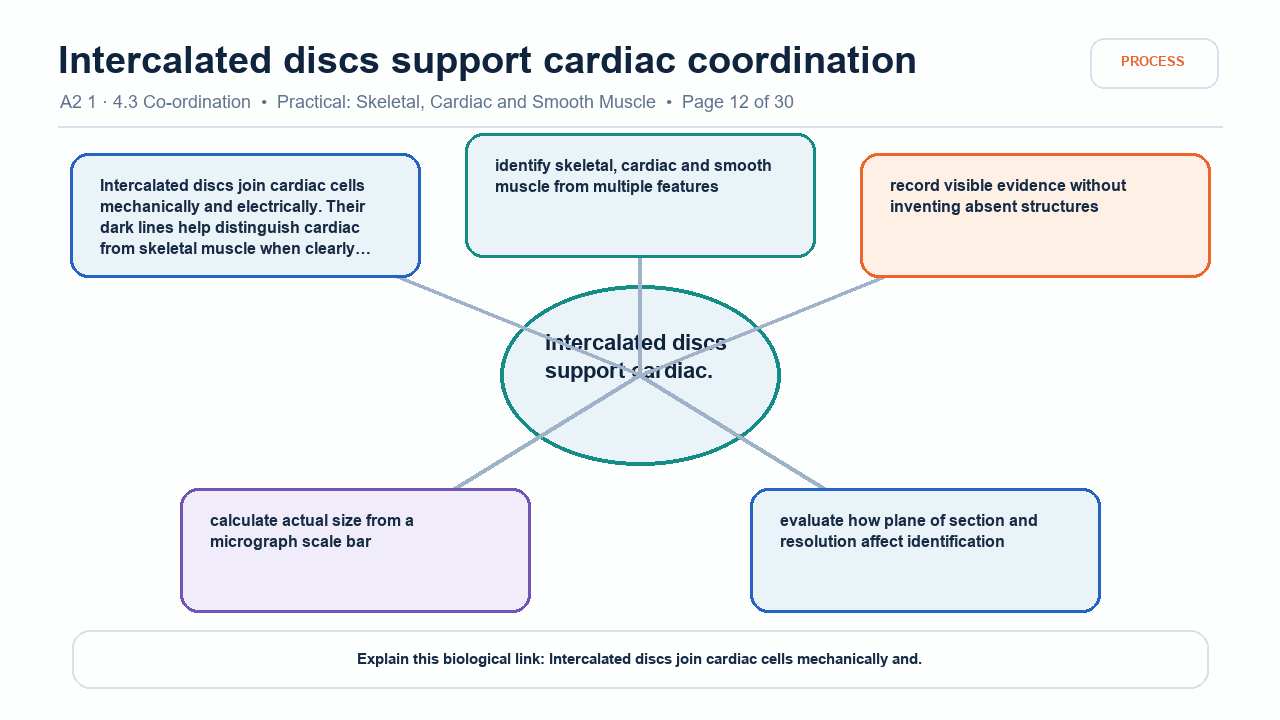 Intercalated discs support cardiac coordination
PROCESS
A2 1 · 4.3 Co-ordination • Practical: Skeletal, Cardiac and Smooth Muscle • Page 12 of 30
Intercalated discs join cardiac cells
mechanically and electrically. Their
dark lines help distinguish cardiac
from skeletal muscle when clearly…
identify skeletal, cardiac and smooth
muscle from multiple features
record visible evidence without
inventing absent structures
Intercalated discs
support cardiac.
calculate actual size from a
micrograph scale bar
evaluate how plane of section and
resolution affect identification
Explain this biological link: Intercalated discs join cardiac cells mechanically and.